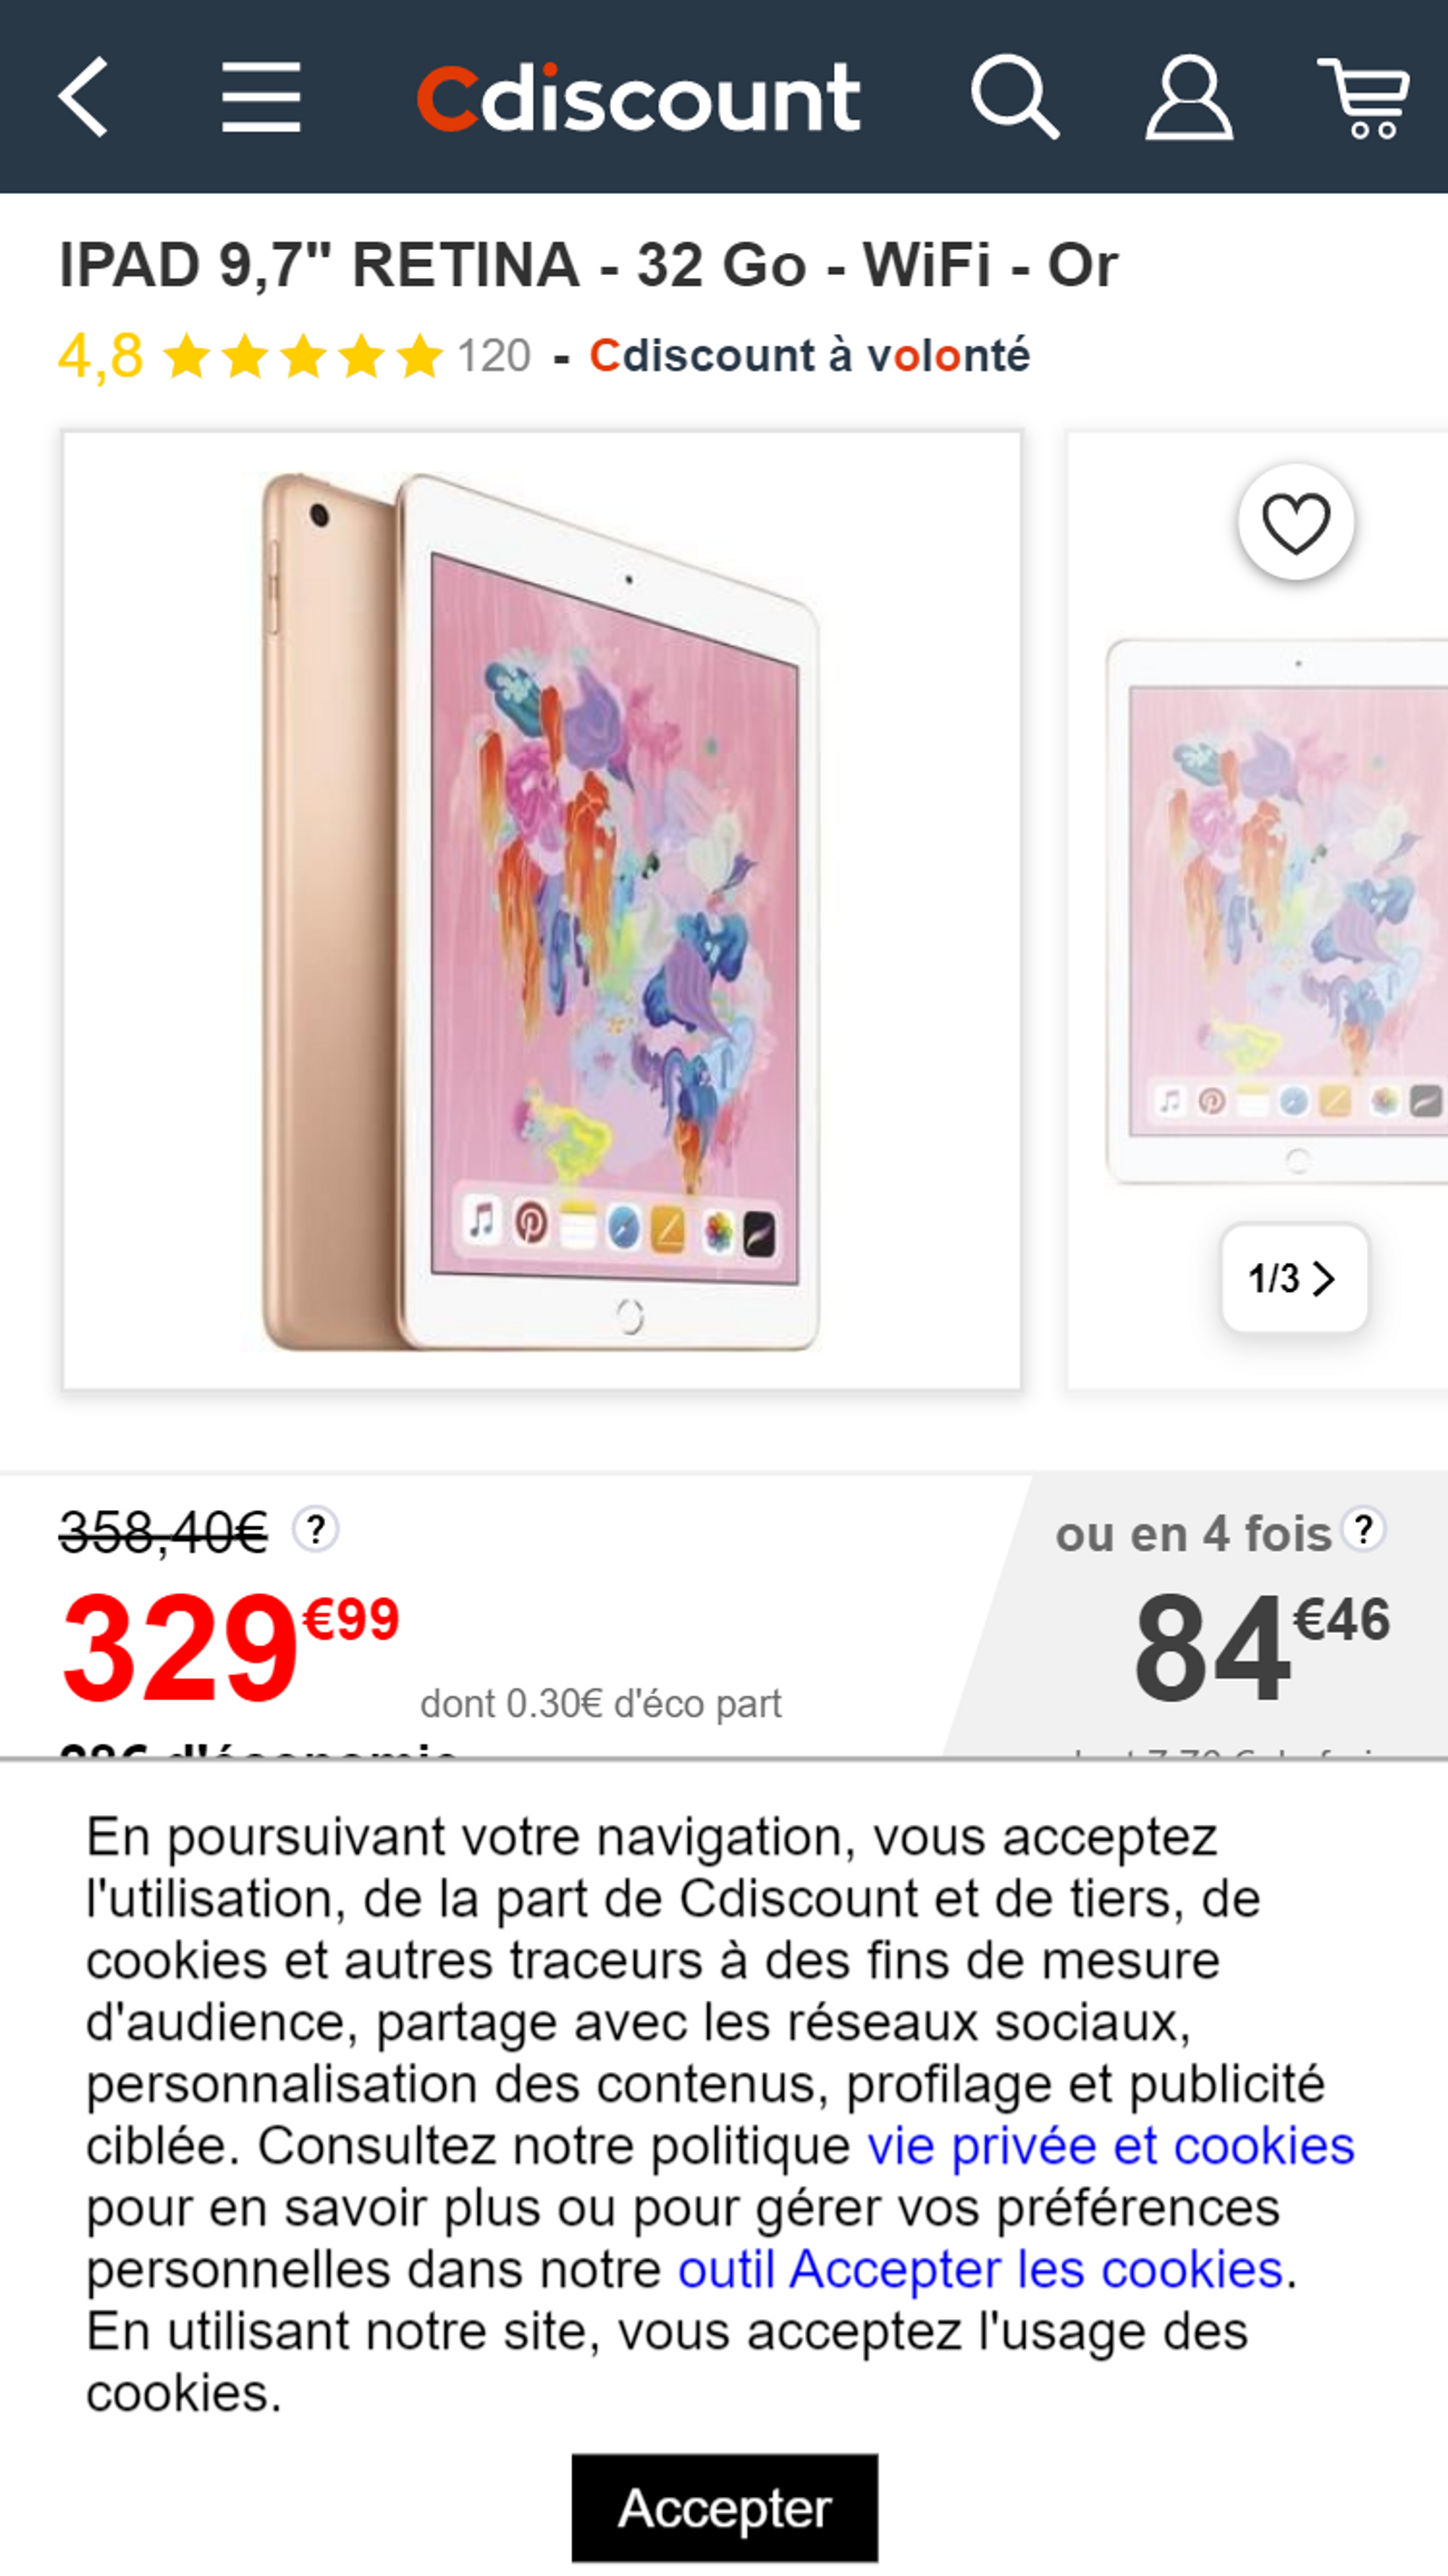 Cdiscount
IPAD 9,7" RETINA - 32 Go - WiFi - Or
4,8 120 - Cdiscount à volonté
1/3
358,40€ ?
ou en 4 fois ?
329€99
dont 0.30€ d'éco part
84€46
d'économie
En poursuivant votre navigation, vous acceptez
l'utilisation, de la part de Cdiscount et de tiers, de
cookies et autres traceurs à des fins de mesure
d'audience, partage avec les réseaux sociaux,
personnalisation des contenus, profilage et publicité
ciblée. Consultez notre politique vie privée et cookies
pour en savoir plus ou pour gérer vos préférences
personnelles dans notre outil Accepter les cookies.
En utilisant notre site, vous acceptez l'usage des
cookies.
Accepter